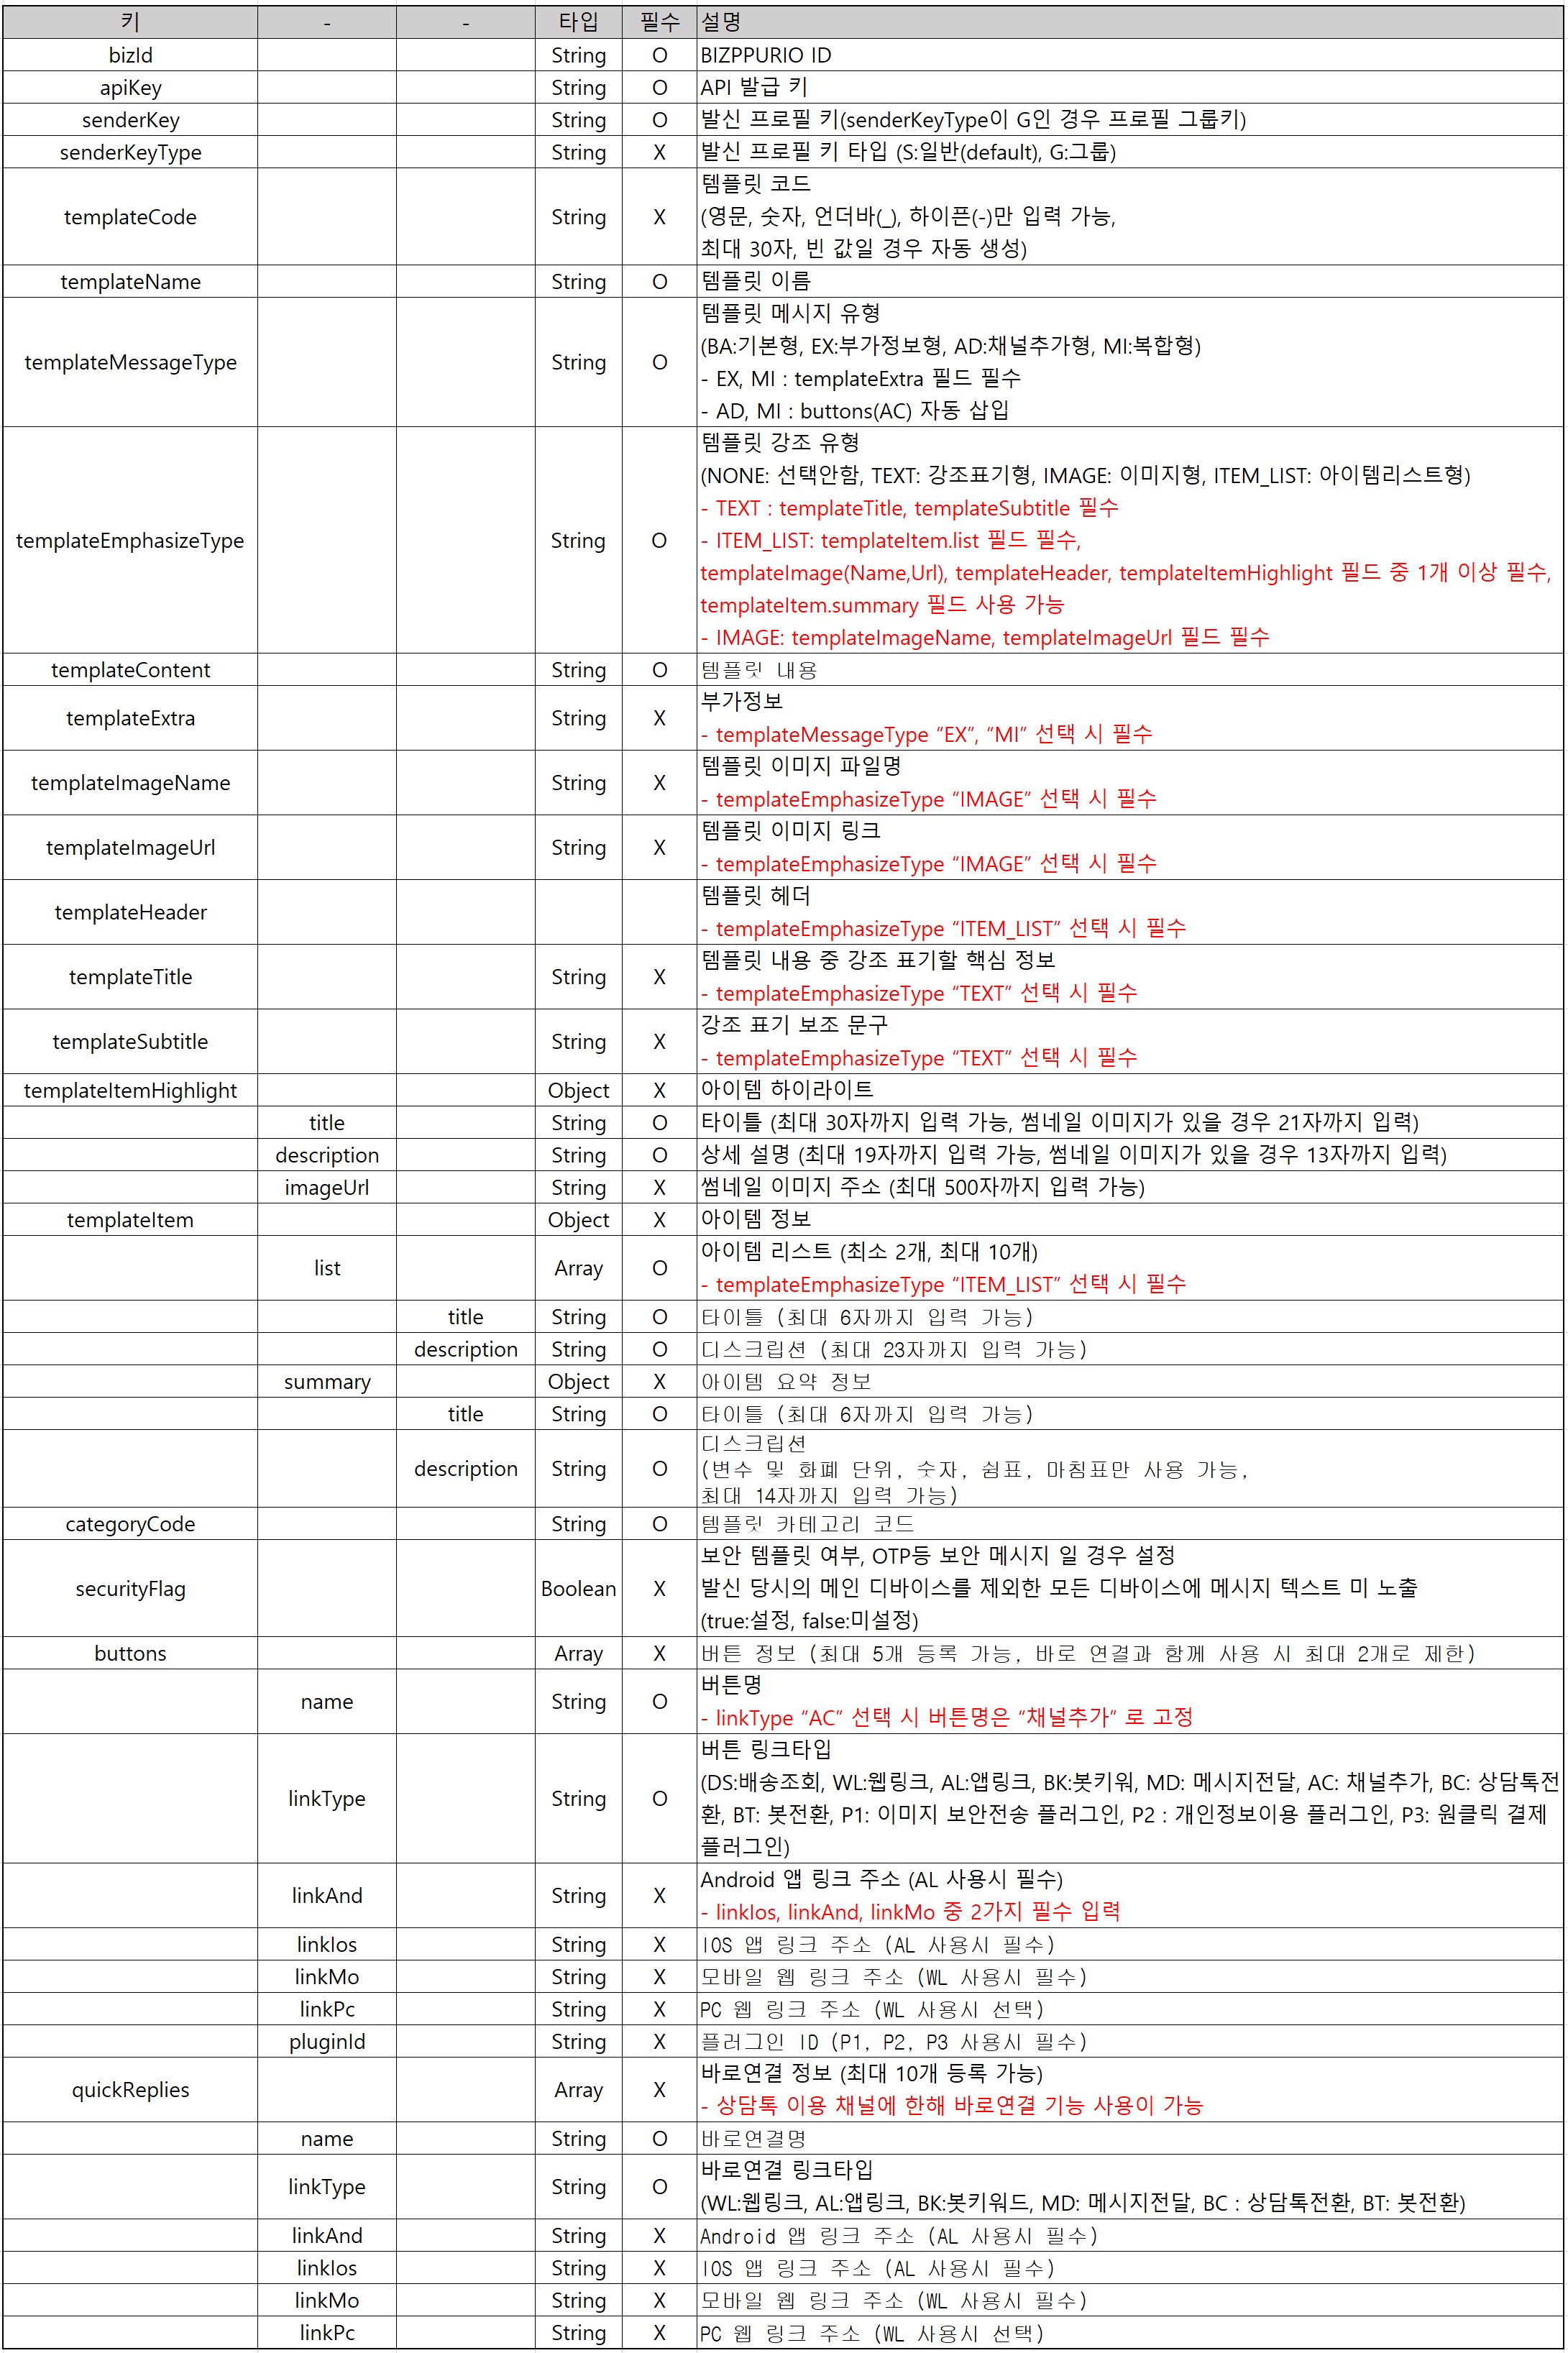 키 - - 타입 필수 설명
bizId String O BIZPPURIO ID
apiKey String O API 발급 키
senderKey String O 발신 프로필 키(senderKeyType이 G인 경우 프로필 그룹키)
senderKeyType String X 발신 프로필 키 타입 (S:일반(default), G:그룹)
templateCode String X 템플릿 코드
(영문, 숫자, 언더바(_), 하이픈(-)만 입력 가능,
최대 30자, 빈 값일 경우 자동 생성)
templateName String O 템플릿 이름
templateMessageType String O 템플릿 메시지 유형
(BA:기본형, EX:부가정보형, AD:채널추가형, MI:복합형)
- EX, MI : templateExtra 필드 필수
- AD, MI : buttons(AC) 자동 삽입
templateEmphasizeType String O 템플릿 강조 유형
(NONE: 선택안함, TEXT: 강조표기형, IMAGE: 이미지형, ITEM_LIST: 아이템리스트형)
- TEXT : templateTitle, templateSubtitle 필수
- ITEM_LIST: templateItem.list 필드 필수,
templateImage(Name,Url), templateHeader, templateItemHighlight 필드 중 1개 이상 필수,
templateItem.summary 필드 사용 가능
- IMAGE: templateImageName, templateImageUrl 필드 필수
templateContent String O 템플릿 내용
templateExtra String X 부가정보
- templateMessageType “EX”, “MI” 선택 시 필수
templateImageName String X 템플릿 이미지 파일명
- templateEmphasizeType “IMAGE” 선택 시 필수
templateImageUrl String X 템플릿 이미지 링크
- templateEmphasizeType “IMAGE” 선택 시 필수
templateHeader 템플릿 헤더
- templateEmphasizeType “ITEM_LIST” 선택 시 필수
templateTitle String X 템플릿 내용 중 강조 표기할 핵심 정보
- templateEmphasizeType “TEXT” 선택 시 필수
templateSubtitle String X 강조 표기 보조 문구
- templateEmphasizeType “TEXT” 선택 시 필수
templateItemHighlight Object X 아이템 하이라이트
title String O 타이틀 (최대 30자까지 입력 가능, 썸네일 이미지가 있을 경우 21자까지 입력)
description String O 상세 설명 (최대 19자까지 입력 가능, 썸네일 이미지가 있을 경우 13자까지 입력)
imageUrl String X 썸네일 이미지 주소 (최대 500자까지 입력 가능)
templateItem Object X 아이템 정보
list Array O 아이템 리스트 (최소 2개, 최대 10개)
- templateEmphasizeType “ITEM_LIST” 선택 시 필수
title String O 타이틀 (최대 6자까지 입력 가능)
description String O 디스크립션 (최대 23자까지 입력 가능)
summary Object X 아이템 요약 정보
title String O 타이틀 (최대 6자까지 입력 가능)
description String O 디스크립션
(변수 및 화폐 단위, 숫자, 쉼표, 마침표만 사용 가능,
최대 14자까지 입력 가능)
categoryCode String O 템플릿 카테고리 코드
securityFlag Boolean X 보안 템플릿 여부, OTP등 보안 메시지 일 경우 설정
발신 당시의 메인 디바이스를 제외한 모든 디바이스에 메시지 텍스트 미 노출
(true:설정, false:미설정)
buttons Array X 버튼 정보 (최대 5개 등록 가능, 바로 연결과 함께 사용 시 최대 2개로 제한)
name String O 버튼명
- linkType “AC” 선택 시 버튼명은 “채널추가” 로 고정
linkType String O 버튼 링크타입
(DS:배송조회, WL:웹링크, AL:앱링크, BK:봇키워, MD: 메시지전달, AC: 채널추가, BC: 상담톡전
환, BT: 봇전환, P1: 이미지 보안전송 플러그인, P2 : 개인정보이용 플러그인, P3: 원클릭 결제
플러그인)
linkAnd String X Android 앱 링크 주소 (AL 사용시 필수)
- linkIos, linkAnd, linkMo 중 2가지 필수 입력
linkIos String X IOS 앱 링크 주소 (AL 사용시 필수)
linkMo String X 모바일 웹 링크 주소 (WL 사용시 필수)
linkPc String X PC 웹 링크 주소 (WL 사용시 선택)
pluginId String X 플러그인 ID (P1, P2, P3 사용시 필수)
quickReplies Array X 바로연결 정보 (최대 10개 등록 가능)
- 상담톡 이용 채널에 한해 바로연결 기능 사용이 가능
name String O 바로연결명
linkType String O 바로연결 링크타입
(WL:웹링크, AL:앱링크, BK:봇키워드, MD: 메시지전달, BC : 상담톡전환, BT: 봇전환)
linkAnd String X Android 앱 링크 주소 (AL 사용시 필수)
linkIos String X IOS 앱 링크 주소 (AL 사용시 필수)
linkMo String X 모바일 웹 링크 주소 (WL 사용시 필수)
linkPc String X PC 웹 링크 주소 (WL 사용시 선택)